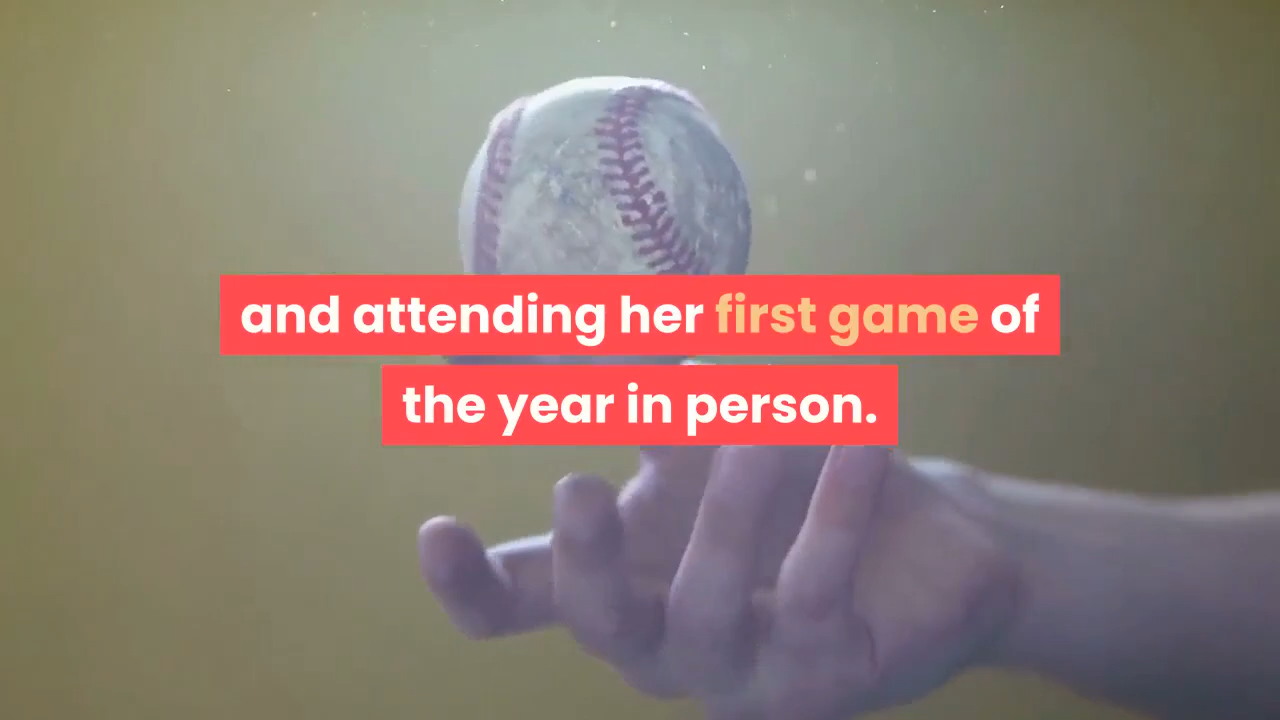 and attending her first game of
the year in person.